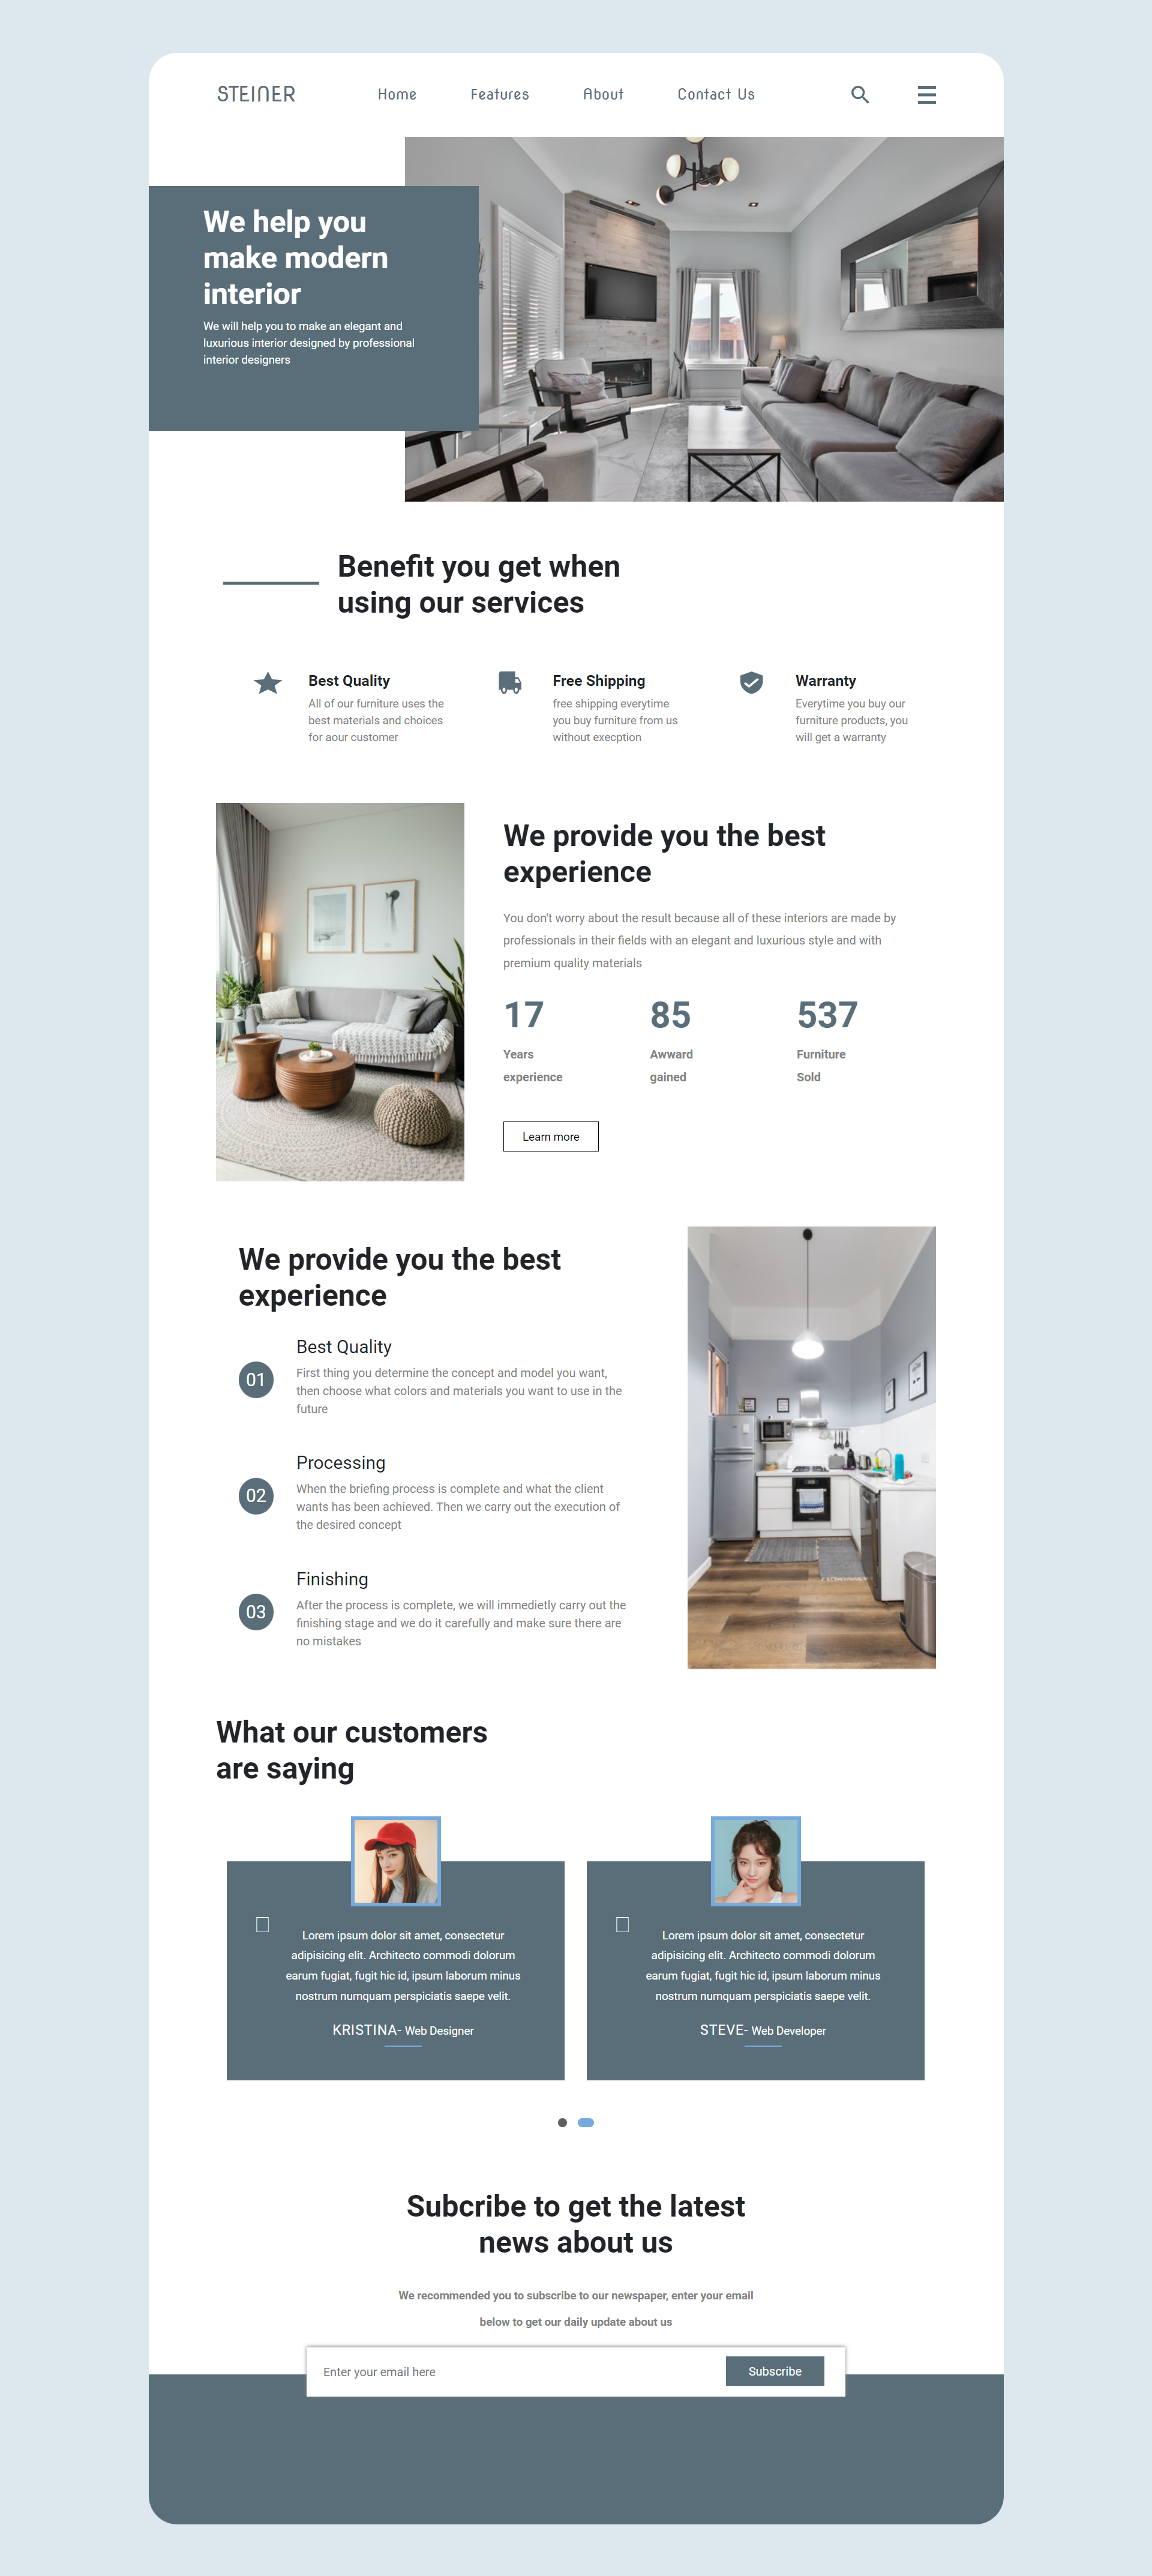 STEINER
Home
Features
About
Contact Us
We help you
make modern
interior
We will help you to make an elegant and
luxurious interior designed by professional
interior designers
Benefit you get when
using our services
Best Quality
All of our furniture uses the
best materials and choices
for aour customer
Free Shipping
free shipping everytime
you buy furniture from us
without execption
Warranty
Everytime you buy our
furniture products, you
will get a warranty
We provide you the best
experience
You don't worry about the result because all of these interiors are made by
professionals in their fields with an elegant and luxurious style and with
premium quality materials
17
Years
experience
85
Awward
gained
537
Furniture
Sold
Learn more
We provide you the best
experience
01
Best Quality
First thing you determine the concept and model you want,
then choose what colors and materials you want to use in the
future
02
Processing
When the briefing process is complete and what the client
wants has been achieved. Then we carry out the execution of
the desired concept
03
Finishing
After the process is complete, we will immedietly carry out the
finishing stage and we do it carefully and make sure there are
no mistakes
What our customers
are saying
Lorem ipsum dolor sit amet, consectetur
adipisicing elit. Architecto commodi dolorum
earum fugiat, fugit hic id, ipsum laborum minus
nostrum numquam perspiciatis saepe velit.
KRISTINA- Web Designer
Lorem ipsum dolor sit amet, consectetur
adipisicing elit. Architecto commodi dolorum
earum fugiat, fugit hic id, ipsum laborum minus
nostrum numquam perspiciatis saepe velit.
STEVE- Web Developer
Subcribe to get the latest
news about us
We recommended you to subscribe to our newspaper, enter your email
below to get our daily update about us
Enter your email here
Subscribe